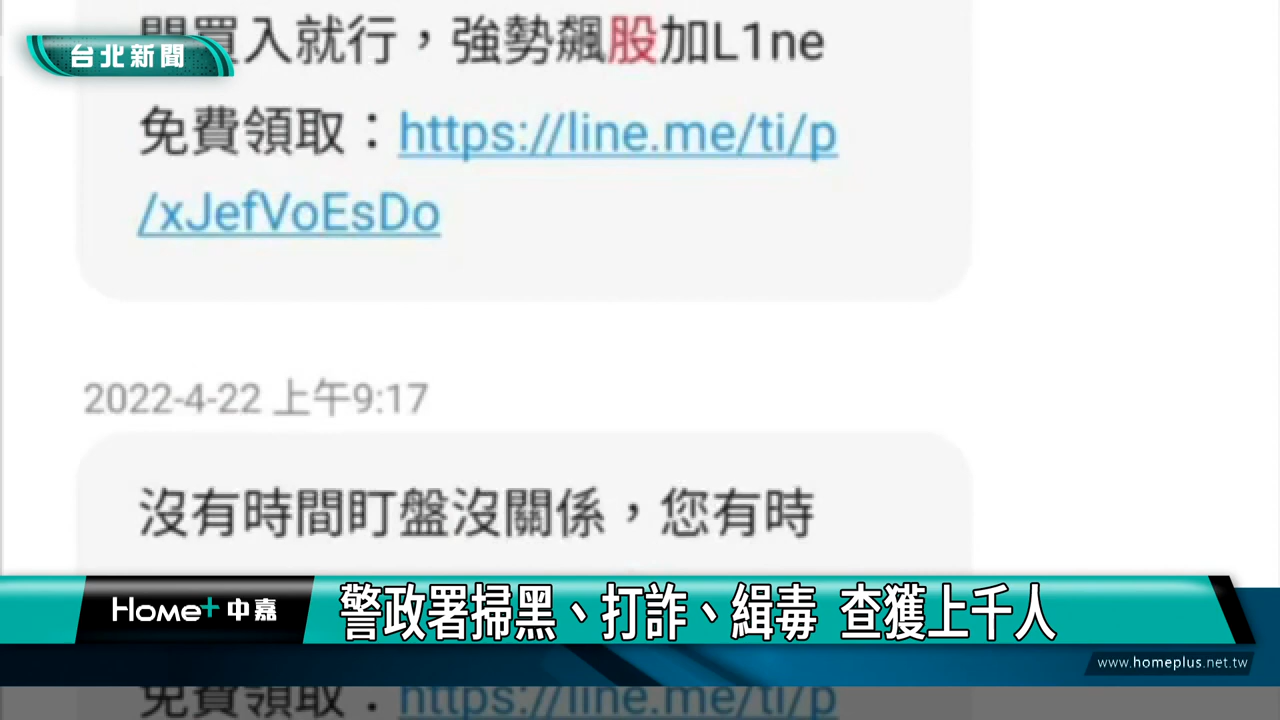 台北新聞
買入就行，強勢飆股加L1ne
免費領取：https://line.me/ti/p
/xJefVoEsDo
2022-4-22 上午9:17
沒有時間盯盤沒關係，您有時
Home+中嘉
警政署掃黑、打詐、緝毒 查獲上千人
www.homeplus.net.tw
免費領取：https://line.me/ti/p